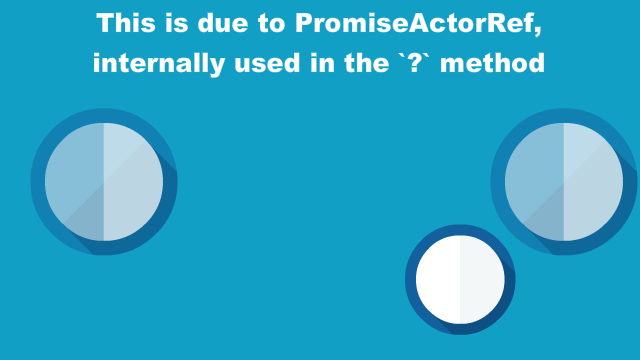 This is due to PromiseActorRef,
internally used in the `?` method